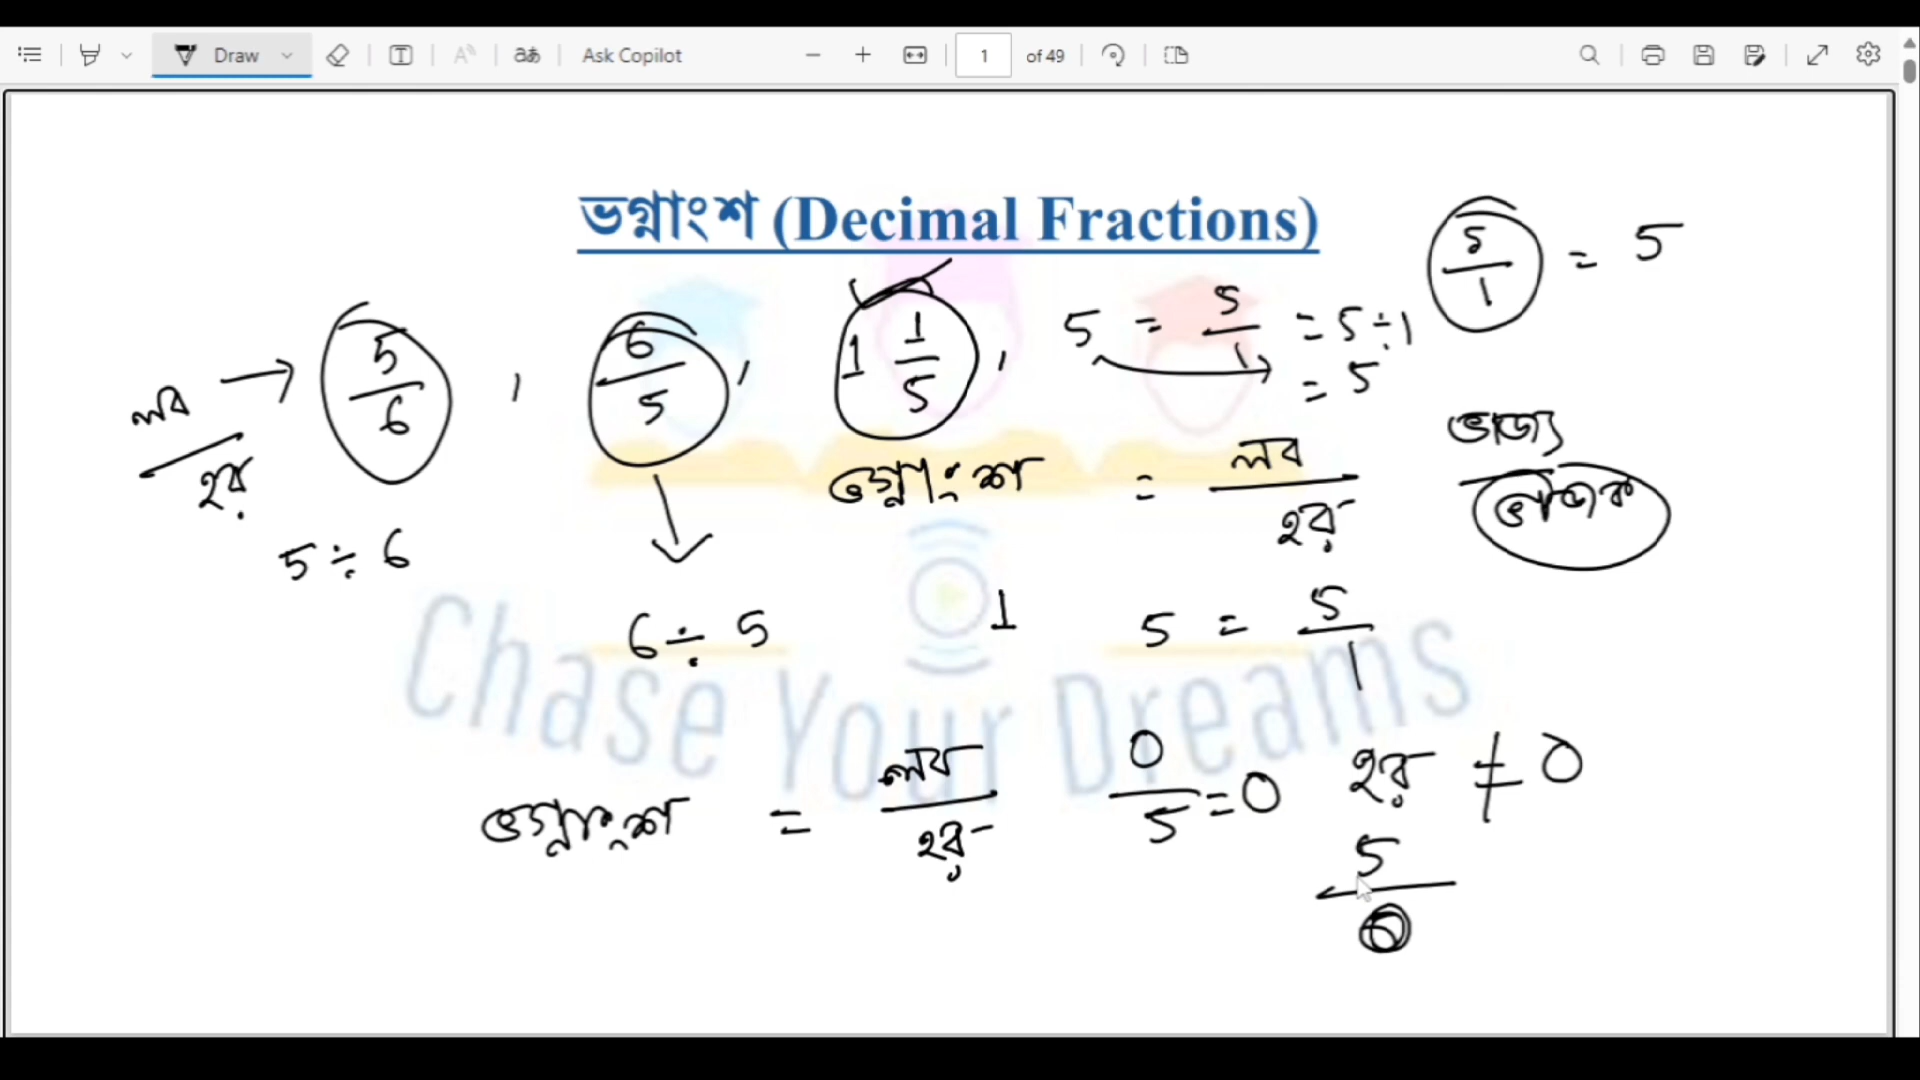 Draw Ask Copilot 1 of 49
ভগ্নাংশ (Decimal Fractions)
5/1 = 5
লব/হর → 5/6 , 6/5 , 1 1/5 , 5 = 5/1 = 5÷1
= 5
ভগ্নাংশ = লব/হর ভাজ্য/ভাজক
5 ÷ 6
6 ÷ 5 1 5 = 5/1
Chase Your Dreams
ভগ্নাংশ = লব/হর 0/5 = 0 হর ≠ 0